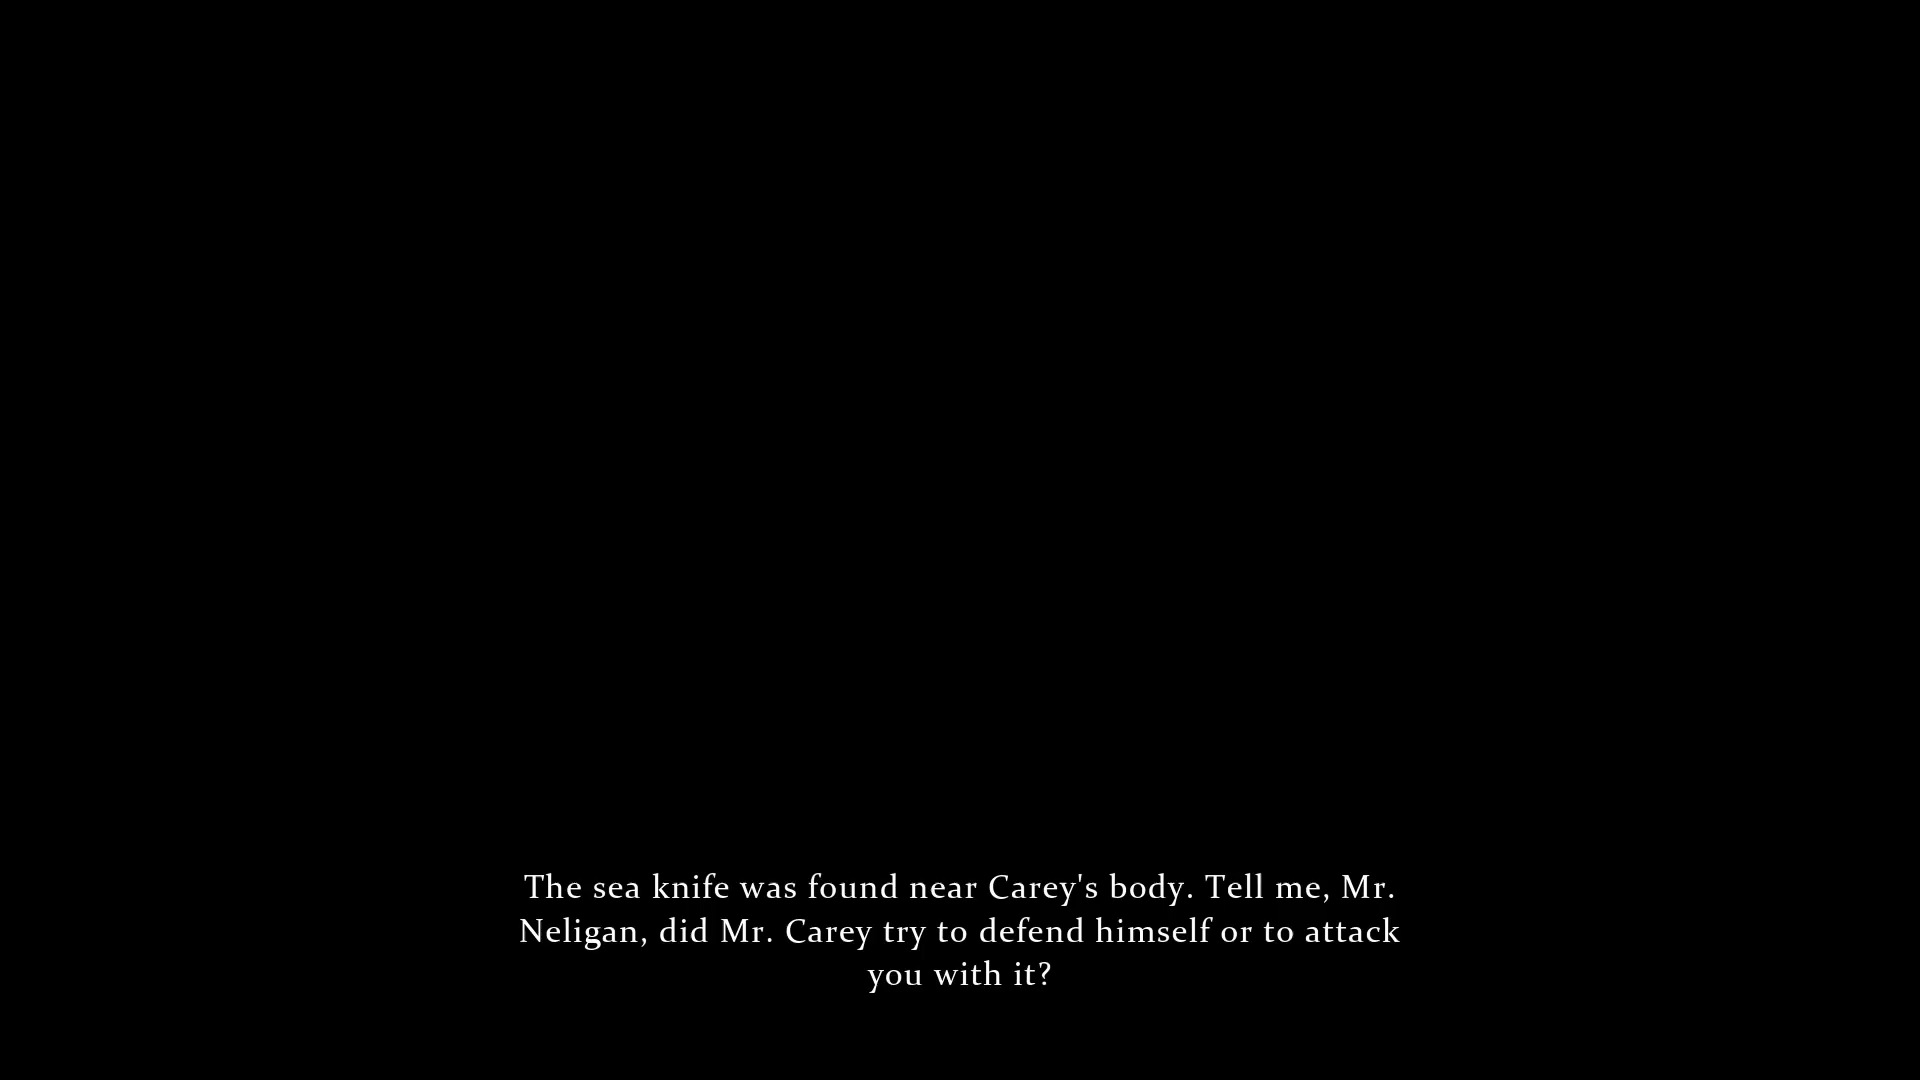 The sea knife was found near Carey's body. Tell me, Mr.
Neligan, did Mr. Carey try to defend himself or to attack
you with it?